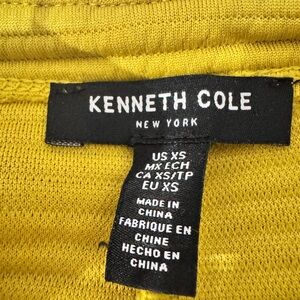 KENNETH COLE
NEW YORK
US XS
MX ECH
CA XS/TP
EU XS
MADE IN
CHINA
FABRIQUE EN
CHINE
HECHO EN
CHINA